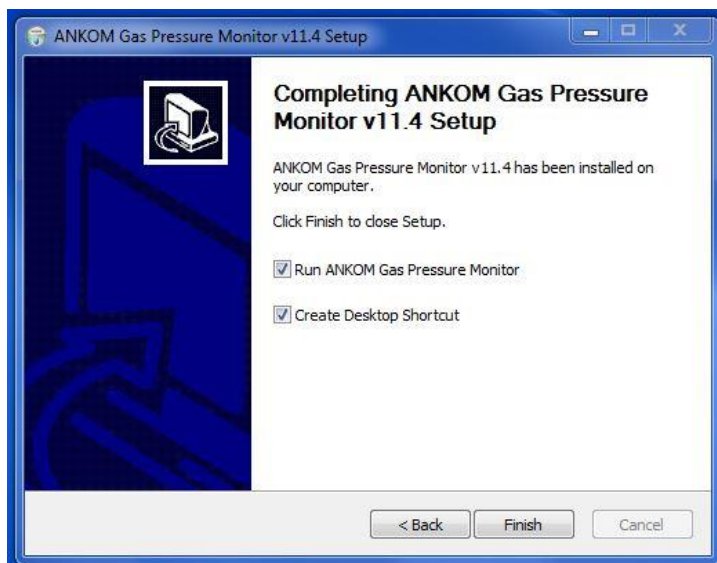 ANKOM Gas Pressure Monitor v11.4 Setup
Completing ANKOM Gas Pressure
Monitor v11.4 Setup
ANKOM Gas Pressure Monitor v11.4 has been installed on
your computer.
Click Finish to close Setup.
Run ANKOM Gas Pressure Monitor
Create Desktop Shortcut
< Back Finish Cancel